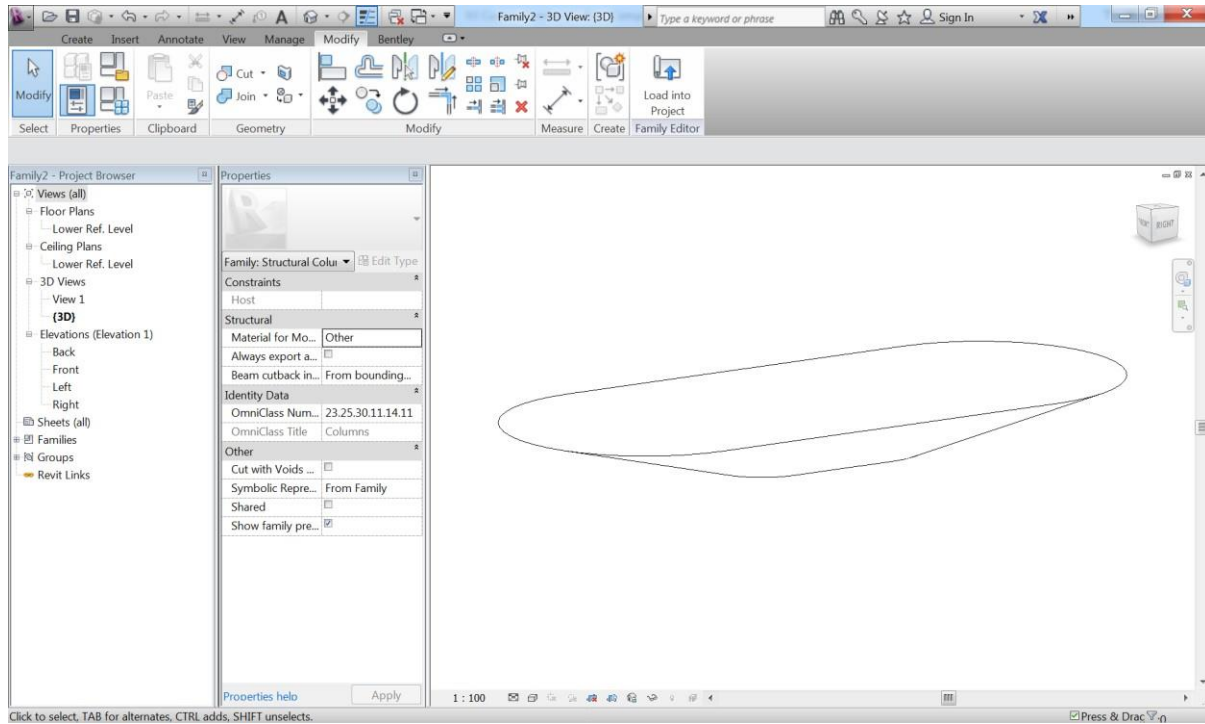 Family2 - 3D View: {3D}
Type a keyword or phrase
Sign In
Create Insert Annotate View Manage Modify Bentley
Modify
Paste
Cut
Join
Load into
Project
Select Properties Clipboard Geometry Modify Measure Create Family Editor
Family2 - Project Browser
Views (all)
Floor Plans
Lower Ref. Level
Ceiling Plans
Lower Ref. Level
3D Views
View 1
{3D}
Elevations (Elevation 1)
Back
Front
Left
Right
Sheets (all)
Families
Groups
Revit Links
Properties
Family: Structural Colu
Edit Type
Constraints
Host
Structural
Material for Mo... Other
Always export a...
Beam cutback in... From bounding...
Identity Data
OmniClass Num... 23.25.30.11.14.11
OmniClass Title Columns
Other
Cut with Voids ...
Symbolic Repre... From Family
Shared
Show family pre...
Properties help
Apply
RIGHT
1 : 100
Click to select, TAB for alternates, CTRL adds, SHIFT unselects.
Press & Drac
:0